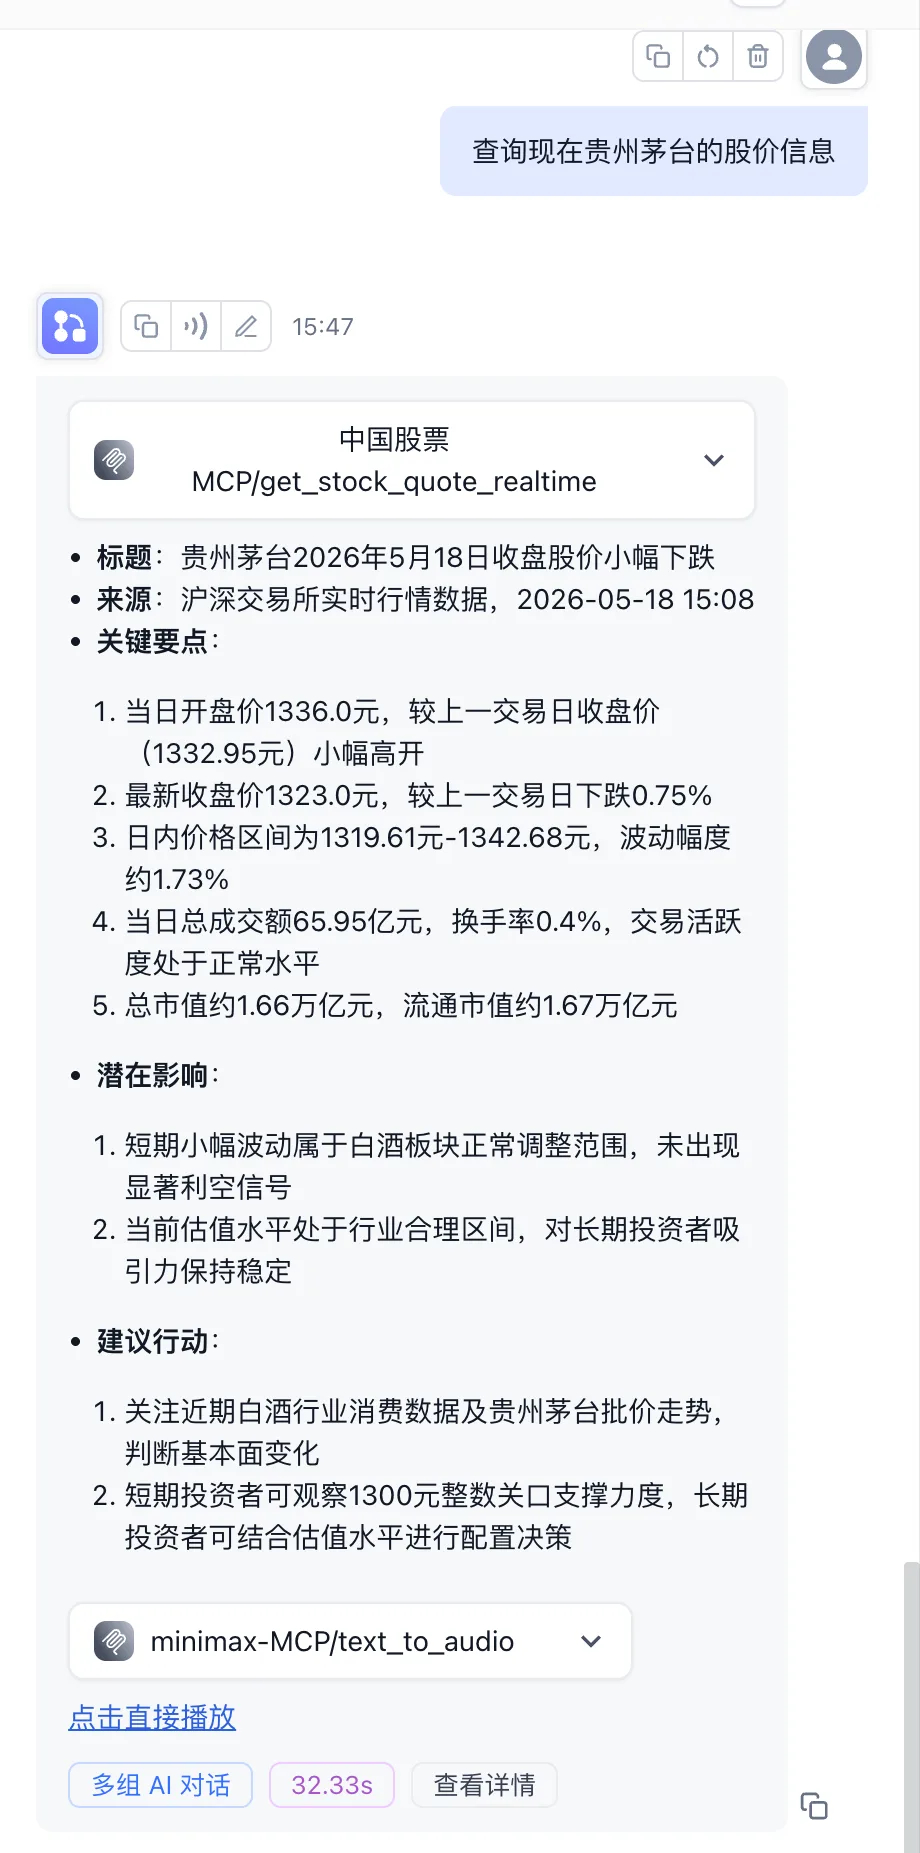 查询现在贵州茅台的股价信息
15:47
中国股票
MCP/get_stock_quote_realtime
• 标题：贵州茅台2026年5月18日收盘股价小幅下跌
• 来源：沪深交易所实时行情数据，2026-05-18 15:08
• 关键要点：
1. 当日开盘价1336.0元，较上一交易日收盘价
（1332.95元）小幅高开
2. 最新收盘价1323.0元，较上一交易日下跌0.75%
3. 日内价格区间为1319.61元-1342.68元，波动幅度
约1.73%
4. 当日总成交额65.95亿元，换手率0.4%，交易活跃
度处于正常水平
5. 总市值约1.66万亿元，流通市值约1.67万亿元
• 潜在影响：
1. 短期小幅波动属于白酒板块正常调整范围，未出现
显著利空信号
2. 当前估值水平处于行业合理区间，对长期投资者吸
引力保持稳定
• 建议行动：
1. 关注近期白酒行业消费数据及贵州茅台批价走势，
判断基本面变化
2. 短期投资者可观察1300元整数关口支撑力度，长期
投资者可结合估值水平进行配置决策
minimax-MCP/text_to_audio
点击直接播放
多组 AI 对话
32.33s
查看详情